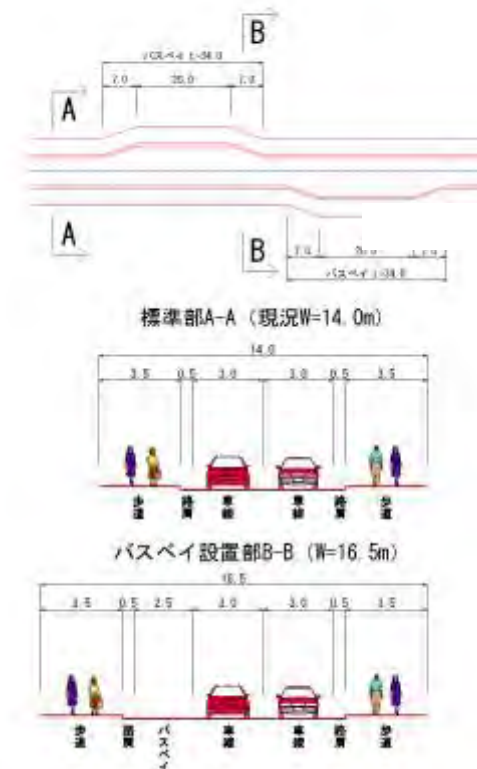 B
バスベイ L=34.0
7.0 20.0 7.0
A
A
B
7.0 20.0 7.0
バスベイ L=34.0
標準部A-A (現況W=14.0m)
14.0
3.5 0.5 3.0 3.0 0.5 3.5
歩道 路肩 車線 車線 路肩 歩道
バスベイ設置部B-B (W=16.5m)
16.5
3.5 0.5 2.5 3.0 3.0 0.5 3.5
歩道 路肩 バスベイ 車線 車線 路肩 歩道